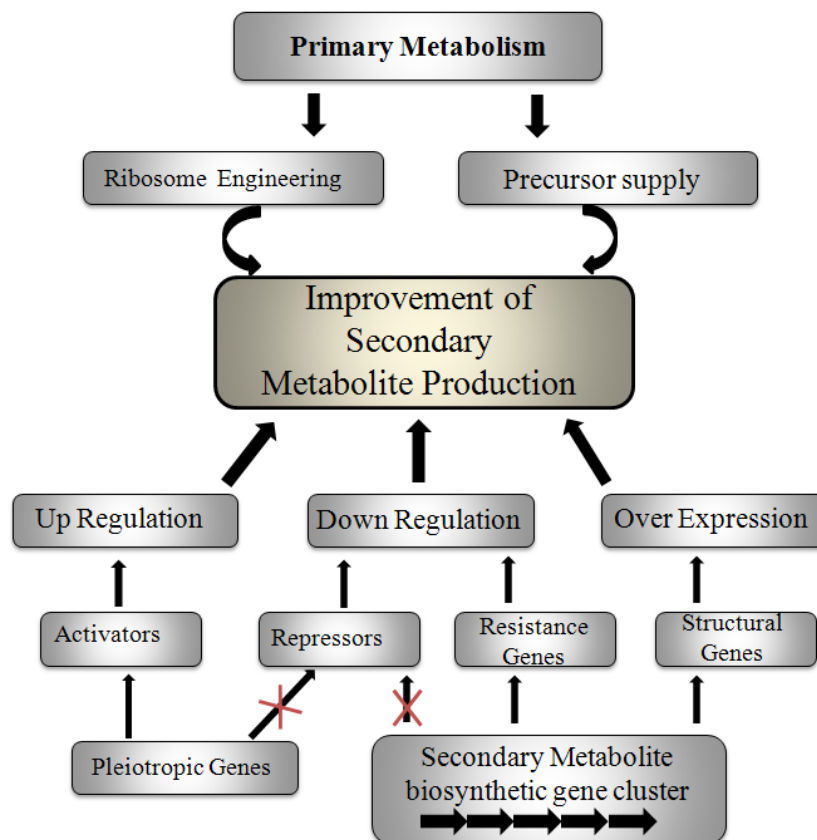 Primary Metabolism
Ribosome Engineering
Precursor supply
Improvement of
Secondary
Metabolite Production
Up Regulation
Down Regulation
Over Expression
Activators
Repressors
Resistance
Genes
Structural
Genes
Pleiotropic Genes
Secondary Metabolite
biosynthetic gene cluster